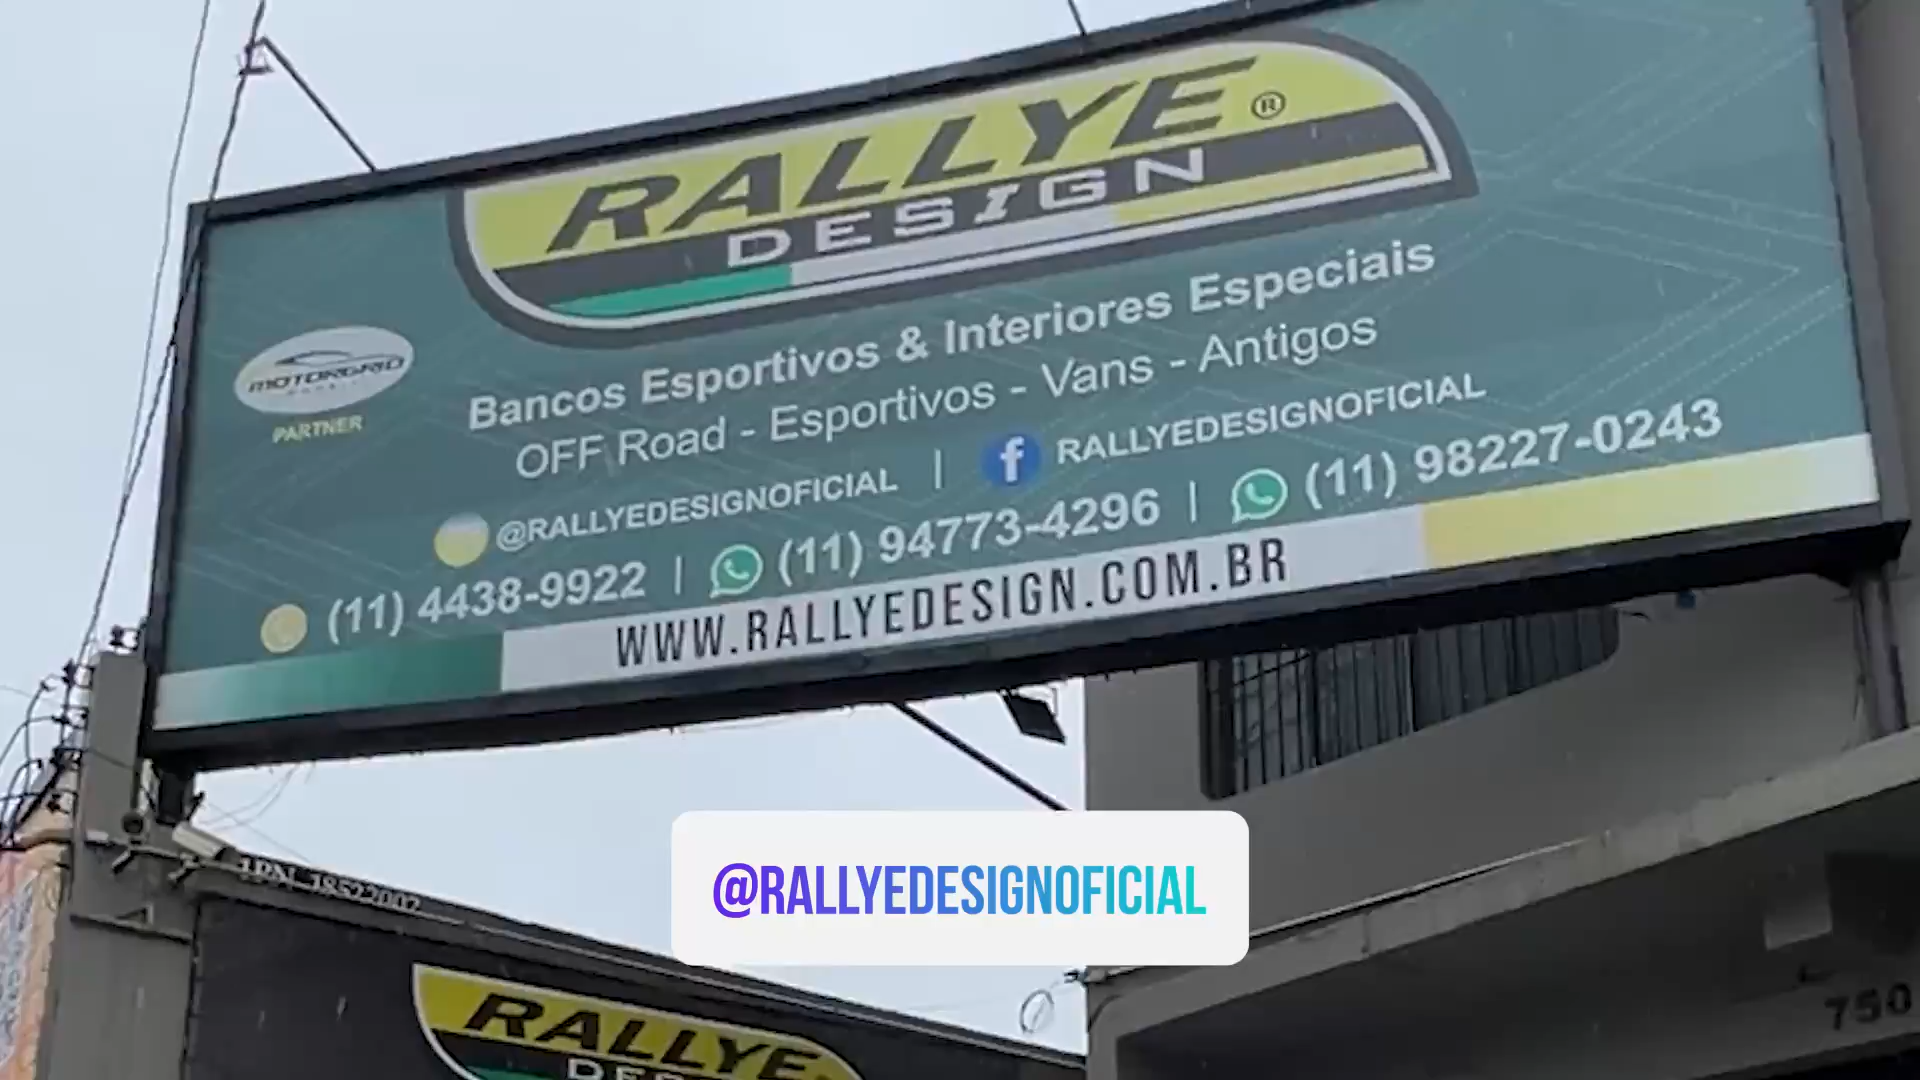 RALLYE®
DESIGN
MOTORGRID
PARTNER
Bancos Esportivos & Interiores Especiais
OFF Road - Esportivos - Vans - Antigos
@RALLYEDESIGNOFICIAL | f RALLYEDESIGNOFICIAL
(11) 4438-9922 | (11) 94773-4296 | (11) 98227-0243
WWW.RALLYEDESIGN.COM.BR
@RALLYEDESIGNOFICIAL
RALLYE
750